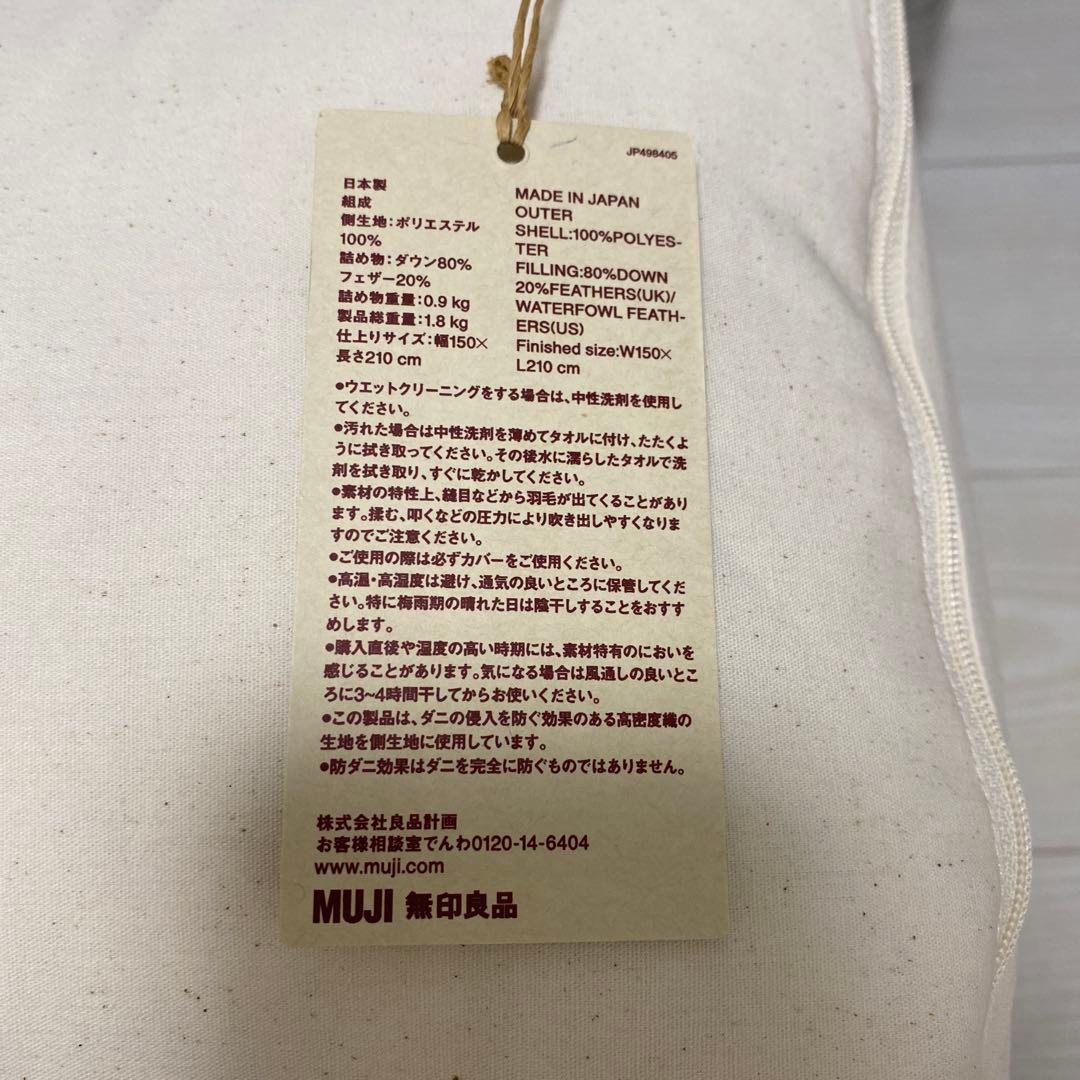 JP498405
日本製
組成
側生地:ポリエステル
100%
詰め物:ダウン80%
フェザー20%
詰め物重量:0.9 kg
製品総重量:1.8 kg
仕上りサイズ:幅150×
長さ210 cm
MADE IN JAPAN
OUTER
SHELL:100%POLYES-
TER
FILLING:80%DOWN
20%FEATHERS(UK)/
WATERFOWL FEATH-
ERS(US)
Finished size:W150×
L210 cm
●ウエットクリーニングをする場合は、中性洗剤を使用し
てください。
●汚れた場合は中性洗剤を薄めてタオルに付け、たたくよ
うに拭き取ってください。その後水に濡らしたタオルで洗
剤を拭き取り、すぐに乾かしてください。
●素材の特性上、縫目などから羽毛が出てくることがあり
ます。揉む、叩くなどの圧力により吹き出しやすくなりま
すのでご注意ください。
●ご使用の際は必ずカバーをご使用ください。
●高温・高湿度は避け、通気の良いところに保管してくだ
さい。特に梅雨期の晴れた日は陰干しすることをおすす
めします。
●購入直後や湿度の高い時期には、素材特有のにおいを
感じることがあります。気になる場合は風通しの良いとこ
ろに3~4時間干してからお使いください。
●この製品は、ダニの侵入を防ぐ効果のある高密度織の
生地を側生地に使用しています。
●防ダニ効果はダニを完全に防ぐものではありません。
株式会社良品計画
お客様相談室でんわ0120-14-6404
www.muji.com
MUJI 無印良品